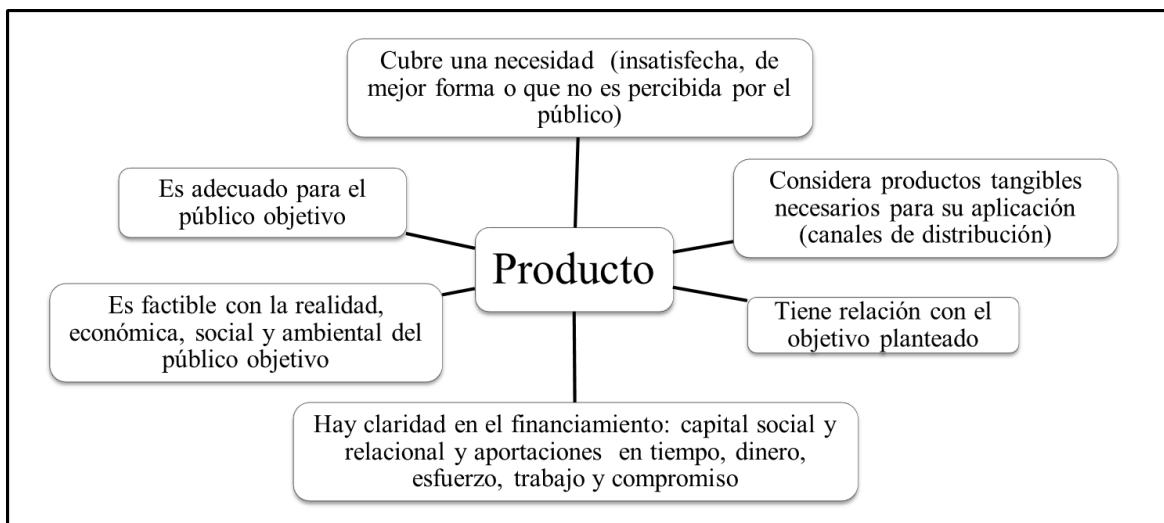 Cubre una necesidad (insatisfecha, de
mejor forma o que no es percibida por el
público)
Es adecuado para el
público objetivo
Considera productos tangibles
necesarios para su aplicación
(canales de distribución)
Producto
Es factible con la realidad,
económica, social y ambiental del
público objetivo
Tiene relación con el
objetivo planteado
Hay claridad en el financiamiento: capital social y
relacional y aportaciones en tiempo, dinero,
esfuerzo, trabajo y compromiso